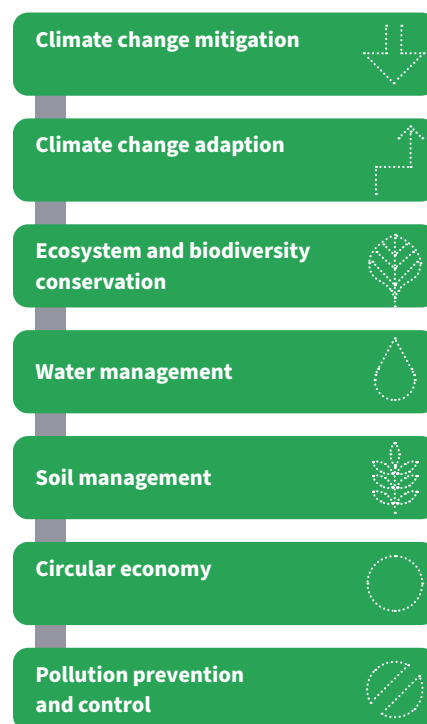 Climate change mitigation
Climate change adaption
Ecosystem and biodiversity
conservation
Water management
Soil management
Circular economy
Pollution prevention
and control